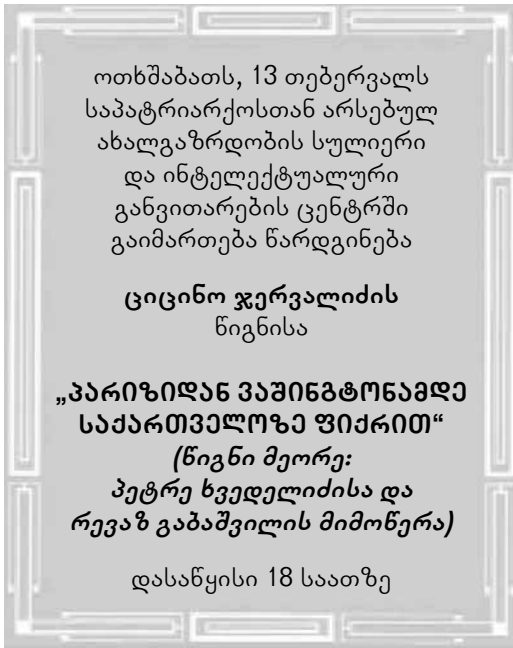 ოთხშაბათს, 13 თებერვალს
საპატრიარქოსთან არსებულ
ახალგაზრდობის სულიერი
და ინტელექტუალური
განვითარების ცენტრში
გაიმართება წარდგინება
ციცინო ჯერვალიძის
წიგნისა
„პარიზიდან ვაშინგტონამდე
საქართველოზე ფიქრით“
(წიგნი მეორე:
პეტრე ხვედელიძისა და
რევაზ გაბაშვილის მიმოწერა)
დასაწყისი 18 საათზე